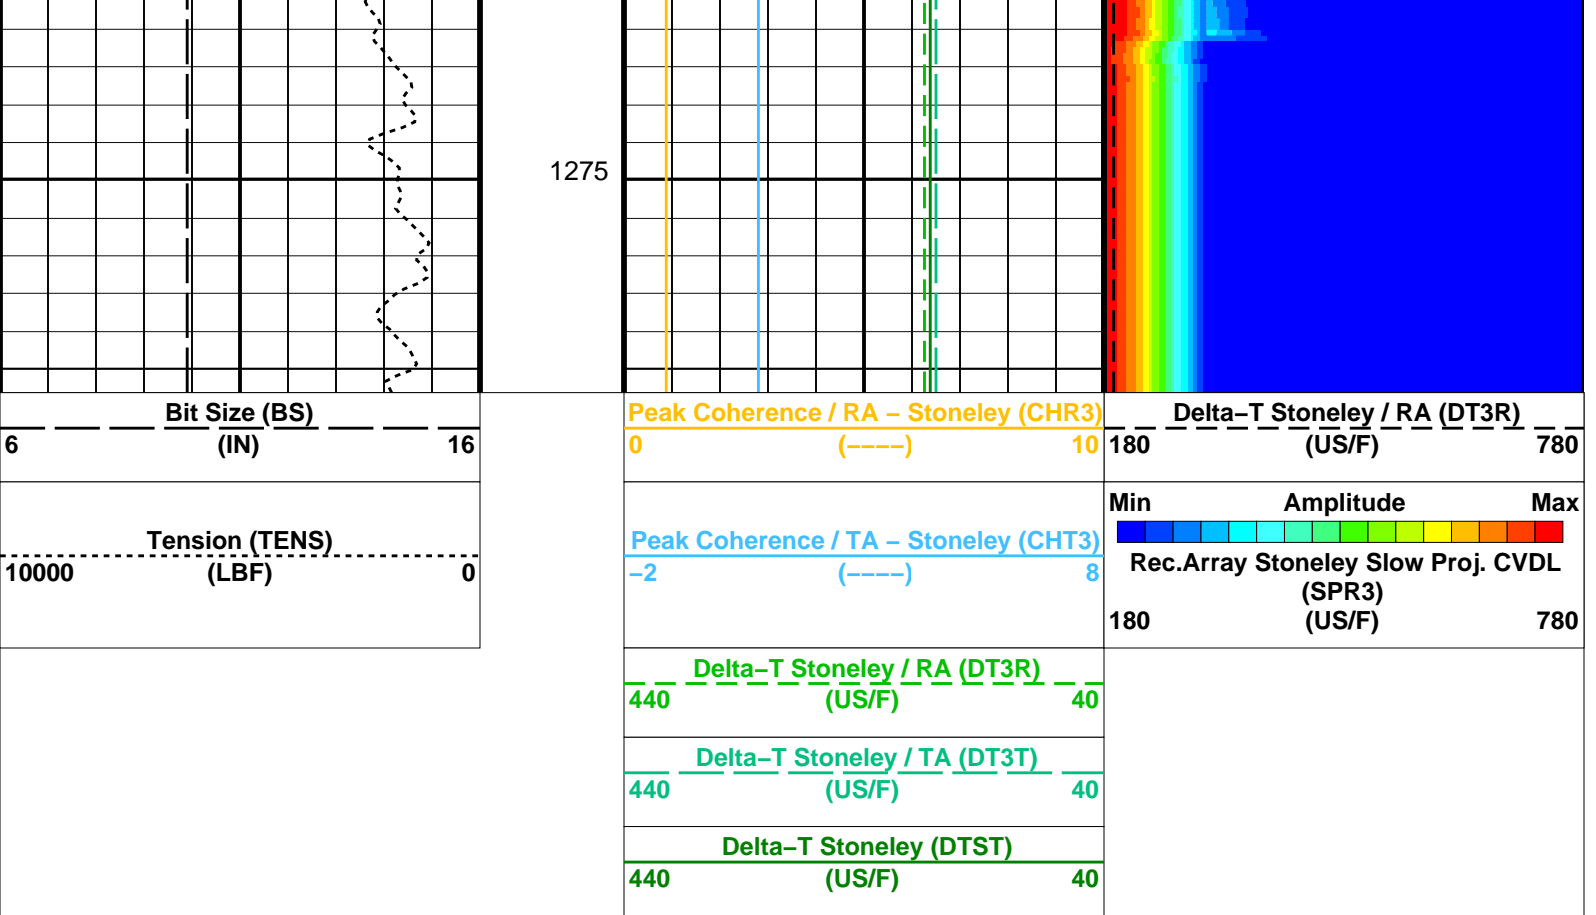 1275
Bit Size (BS)
6 (IN) 16
Tension (TENS)
10000 (LBF) 0
Peak Coherence / RA – Stoneley (CHR3)
0 (––––) 10
Peak Coherence / TA – Stoneley (CHT3)
–2 (––––) 8
Delta–T Stoneley / RA (DT3R)
440 (US/F) 40
Delta–T Stoneley / TA (DT3T)
440 (US/F) 40
Delta–T Stoneley (DTST)
440 (US/F) 40
Delta–T Stoneley / RA (DT3R)
180 (US/F) 780
Min Amplitude Max
Rec.Array Stoneley Slow Proj. CVDL
(SPR3)
180 (US/F) 780